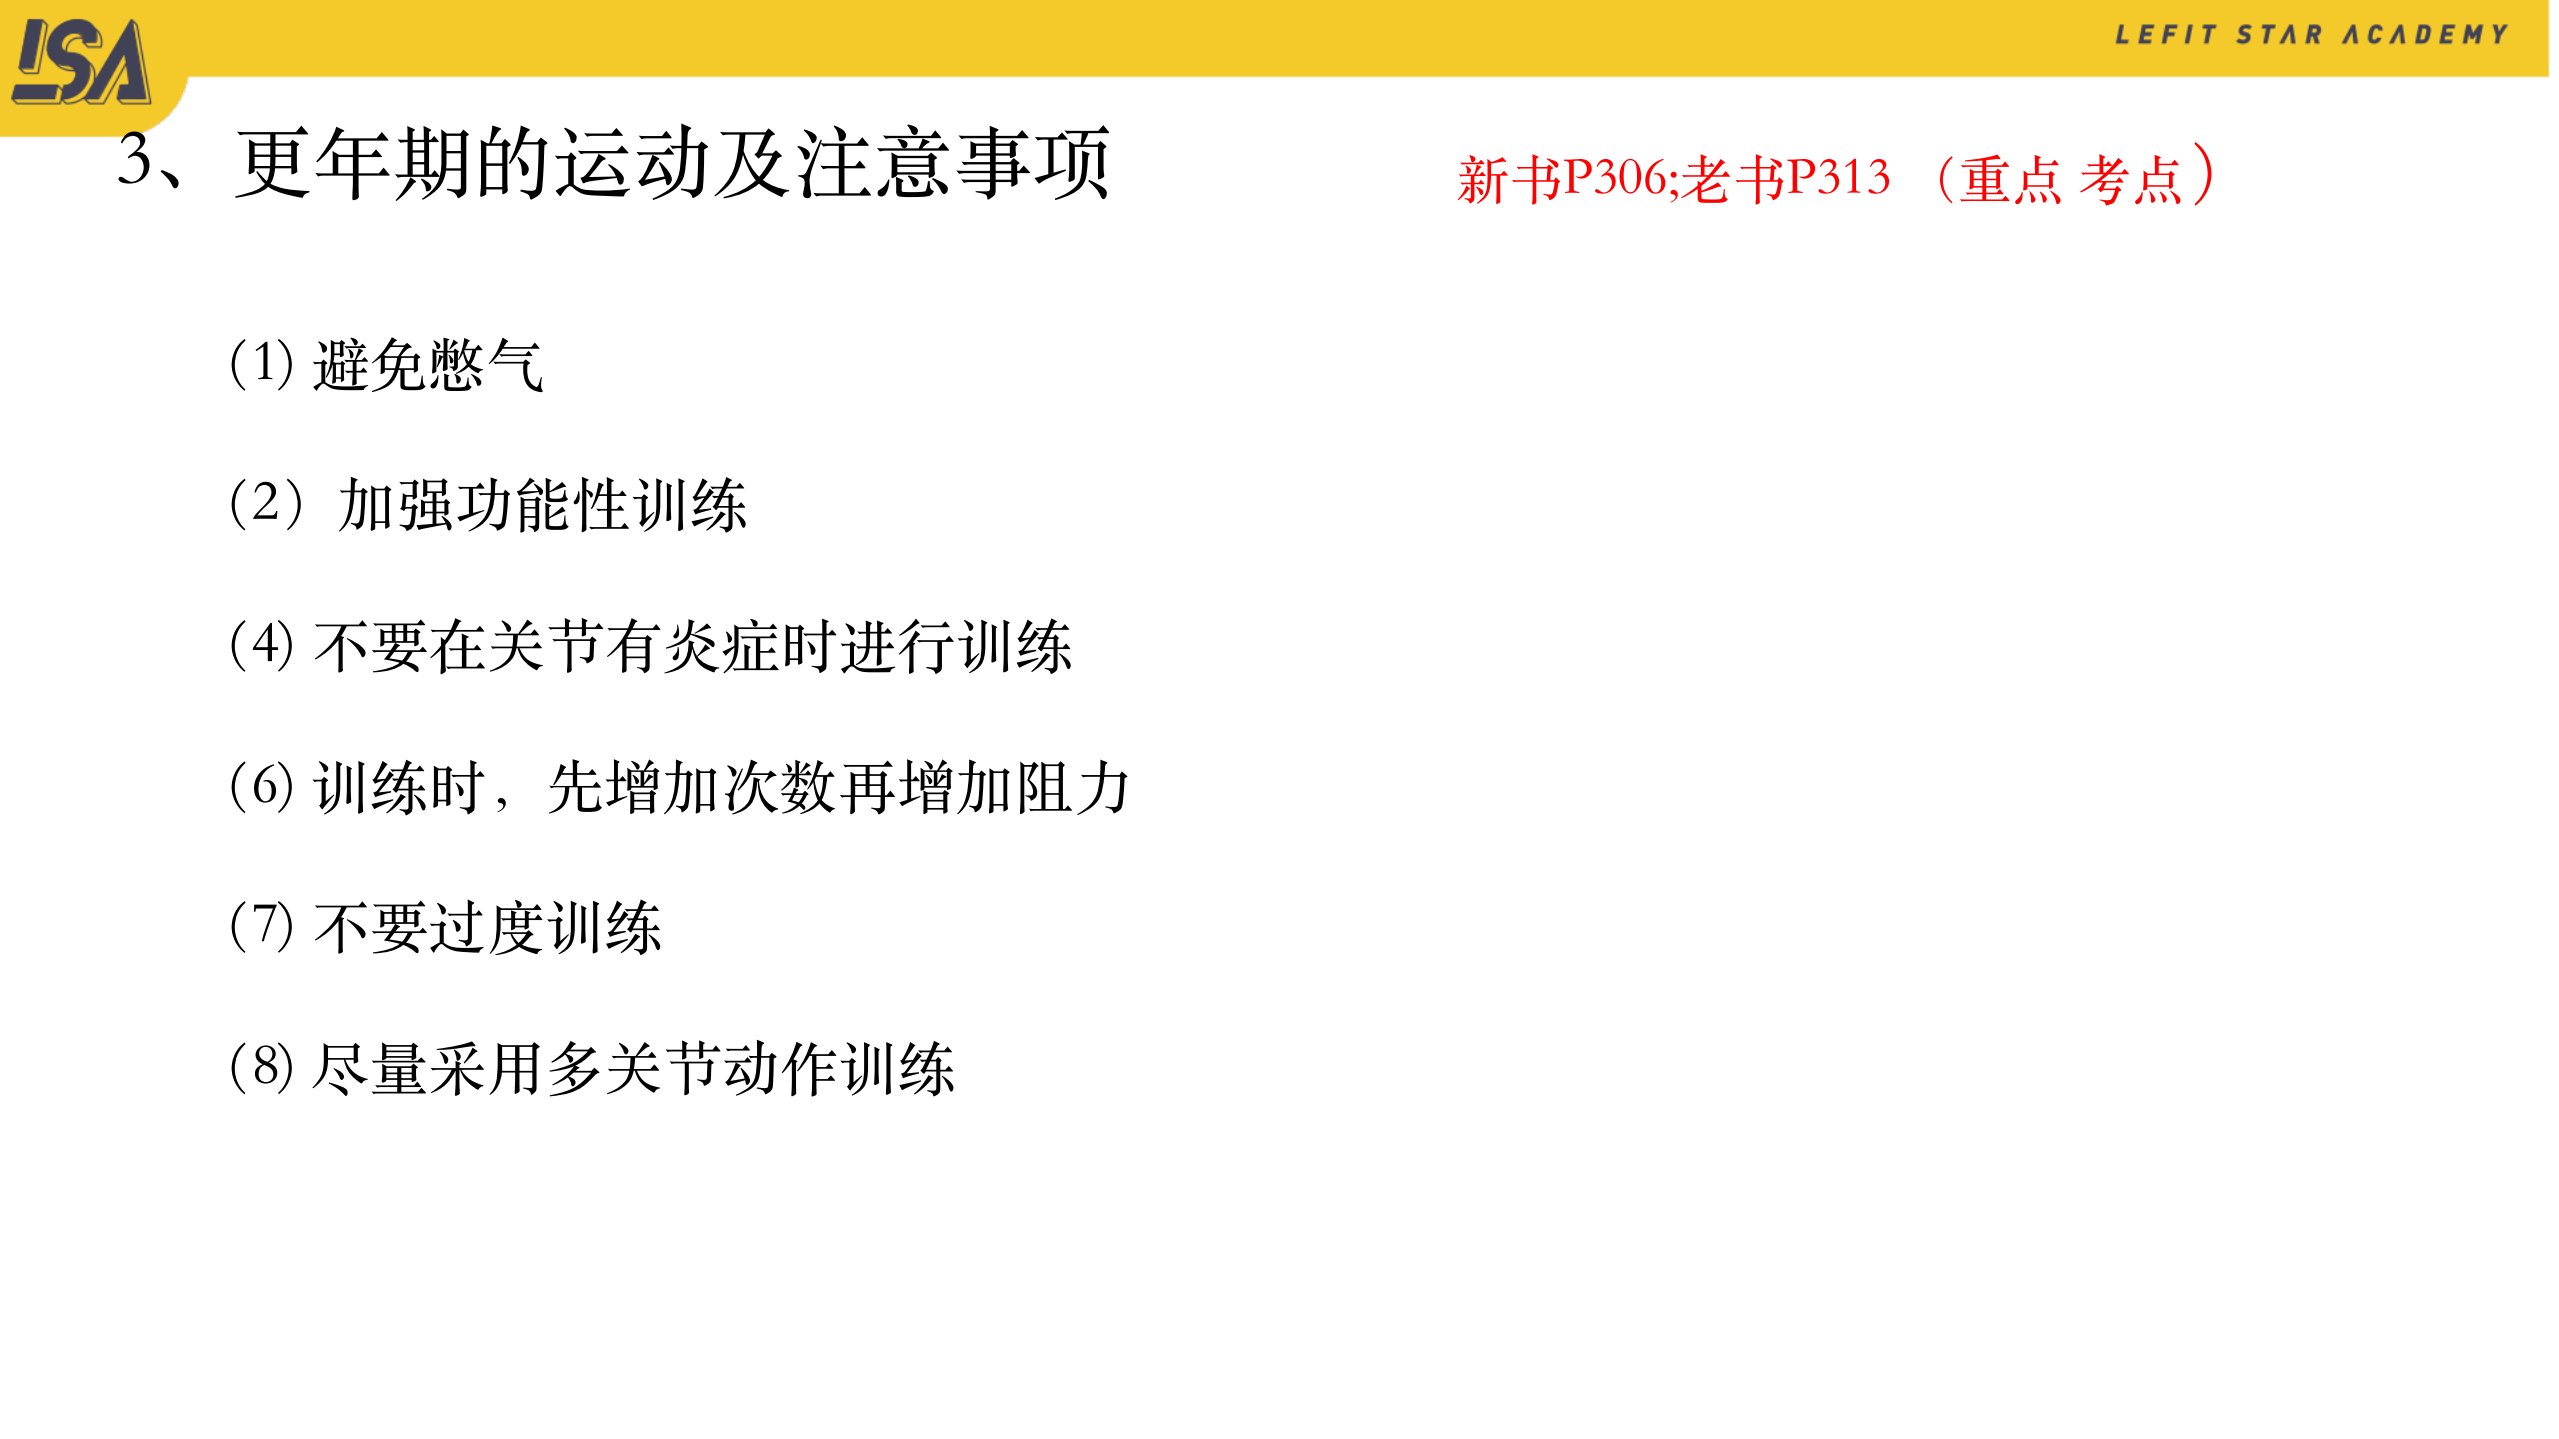 LSA
LEFIT STAR ACADEMY
3、更年期的运动及注意事项
新书P306;老书P313 （重点 考点）
（1) 避免憋气
（2）加强功能性训练
（4) 不要在关节有炎症时进行训练
（6) 训练时，先增加次数再增加阻力
（7) 不要过度训练
（8) 尽量采用多关节动作训练